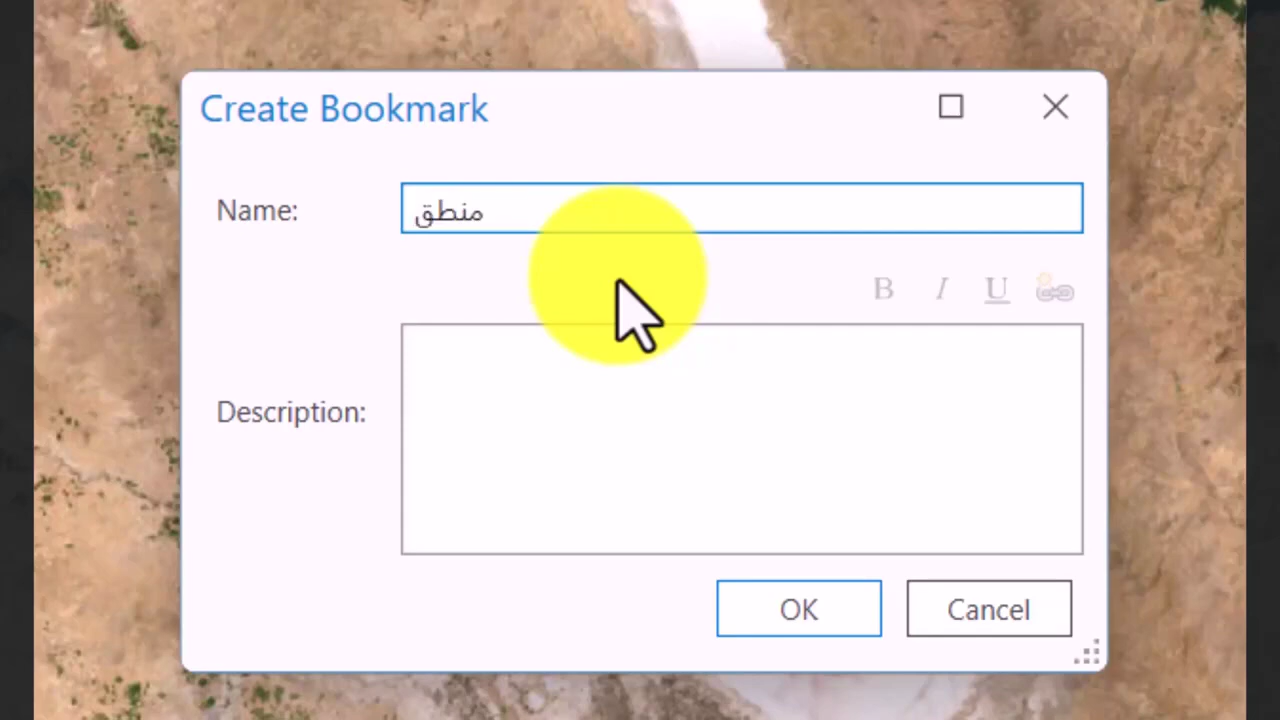 Create Bookmark
Name:
منطق
B I U
Description:
OK
Cancel